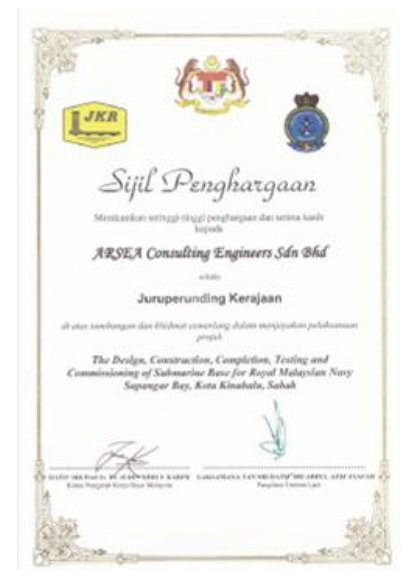 JKR
Sijil Penghargaan
Merakamkan setinggi-tinggi penghargaan dan terima kasih
kepada
ARSEA Consulting Engineers Sdn Bhd
selaku
Juruperunding Kerajaan
di atas sumbangan dan khidmat cemerlang dalam menjayakan pelaksanaan
projek
The Design, Construction, Completion, Testing and
Commissioning of Submarine Base for Royal Malaysian Navy
Sepangar Bay, Kota Kinabalu, Sabah
Ketua Pengarah Kerja Raya Malaysia
Panglima Tentera Laut